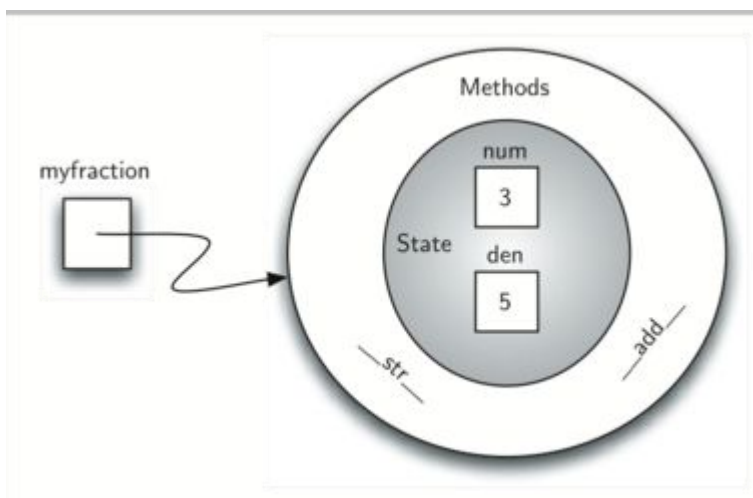 Methods
myfraction
num
3
State
den
5
__str__
__add__